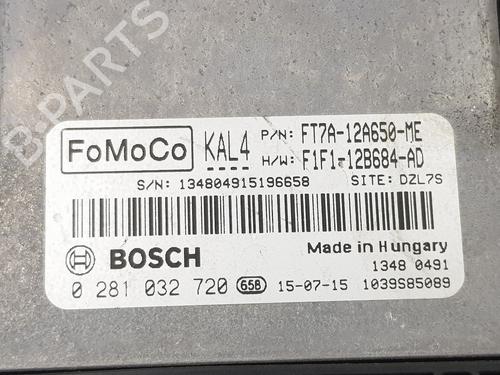 B-PARTS
FoMoCo KAL4 P/N: FT7A-12A650-ME
H/W: F1F1-12B684-AD
S/N: 134804915196658 SITE: DZL7S
BOSCH Made in Hungary
1348 0491
0 281 032 720 658 15-07-15 1039S85089